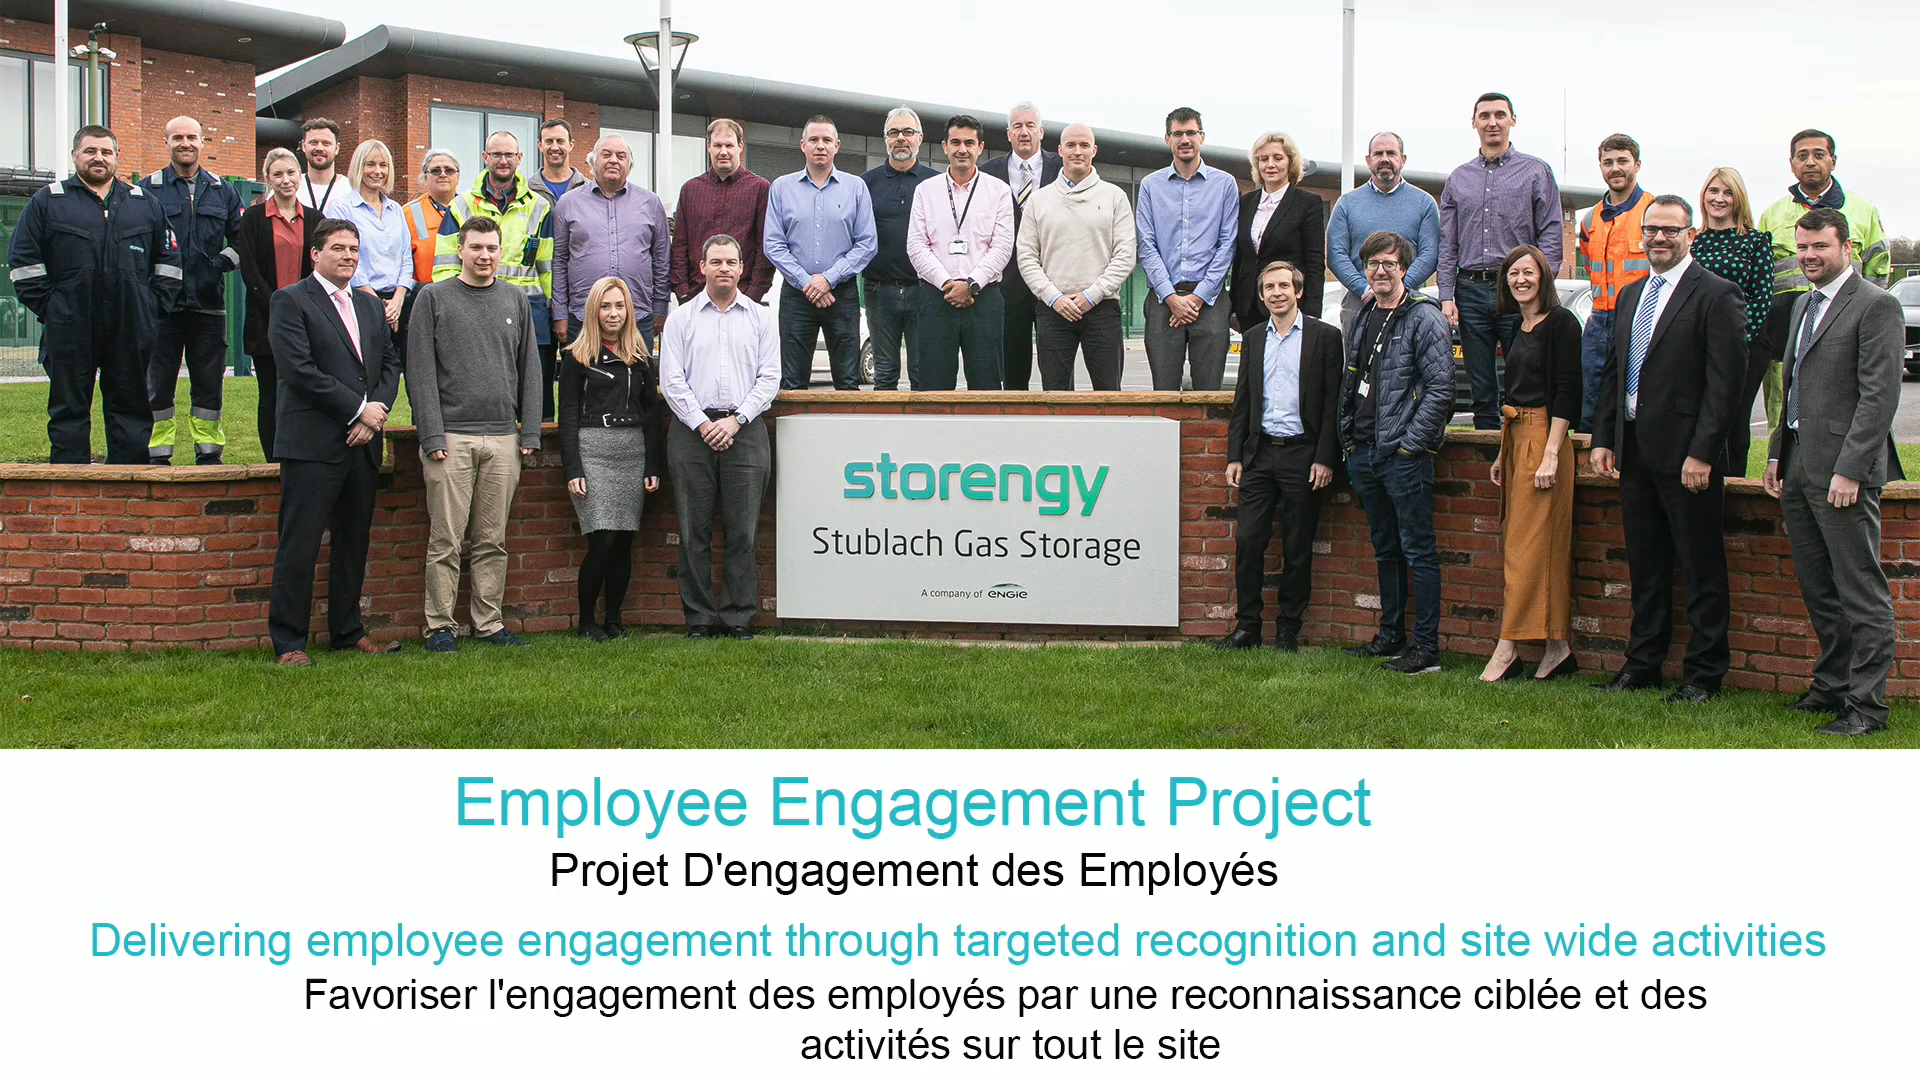 storengy
Stublach Gas Storage
A company of ENGIE
Employee Engagement Project
Projet D'engagement des Employés
Delivering employee engagement through targeted recognition and site wide activities
Favoriser l'engagement des employés par une reconnaissance ciblée et des
activités sur tout le site